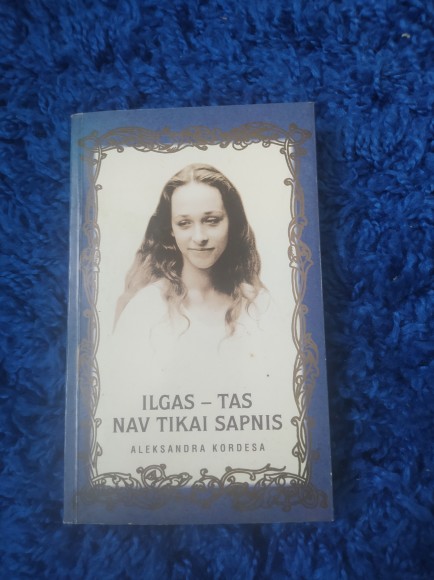 ILGAS – TAS
NAV TIKAI SAPNIS
ALEKSANDRA KORDESA